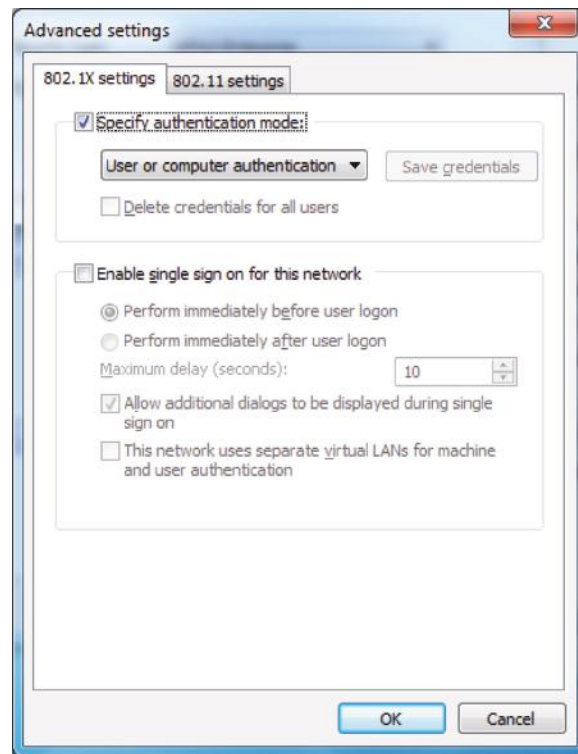 Advanced settings
802.1X settings 802.11 settings
Specify authentication mode:
User or computer authentication Save credentials
Delete credentials for all users
Enable single sign on for this network
Perform immediately before user logon
Perform immediately after user logon
Maximum delay (seconds): 10
Allow additional dialogs to be displayed during single
sign on
This network uses separate virtual LANs for machine
and user authentication
OK Cancel